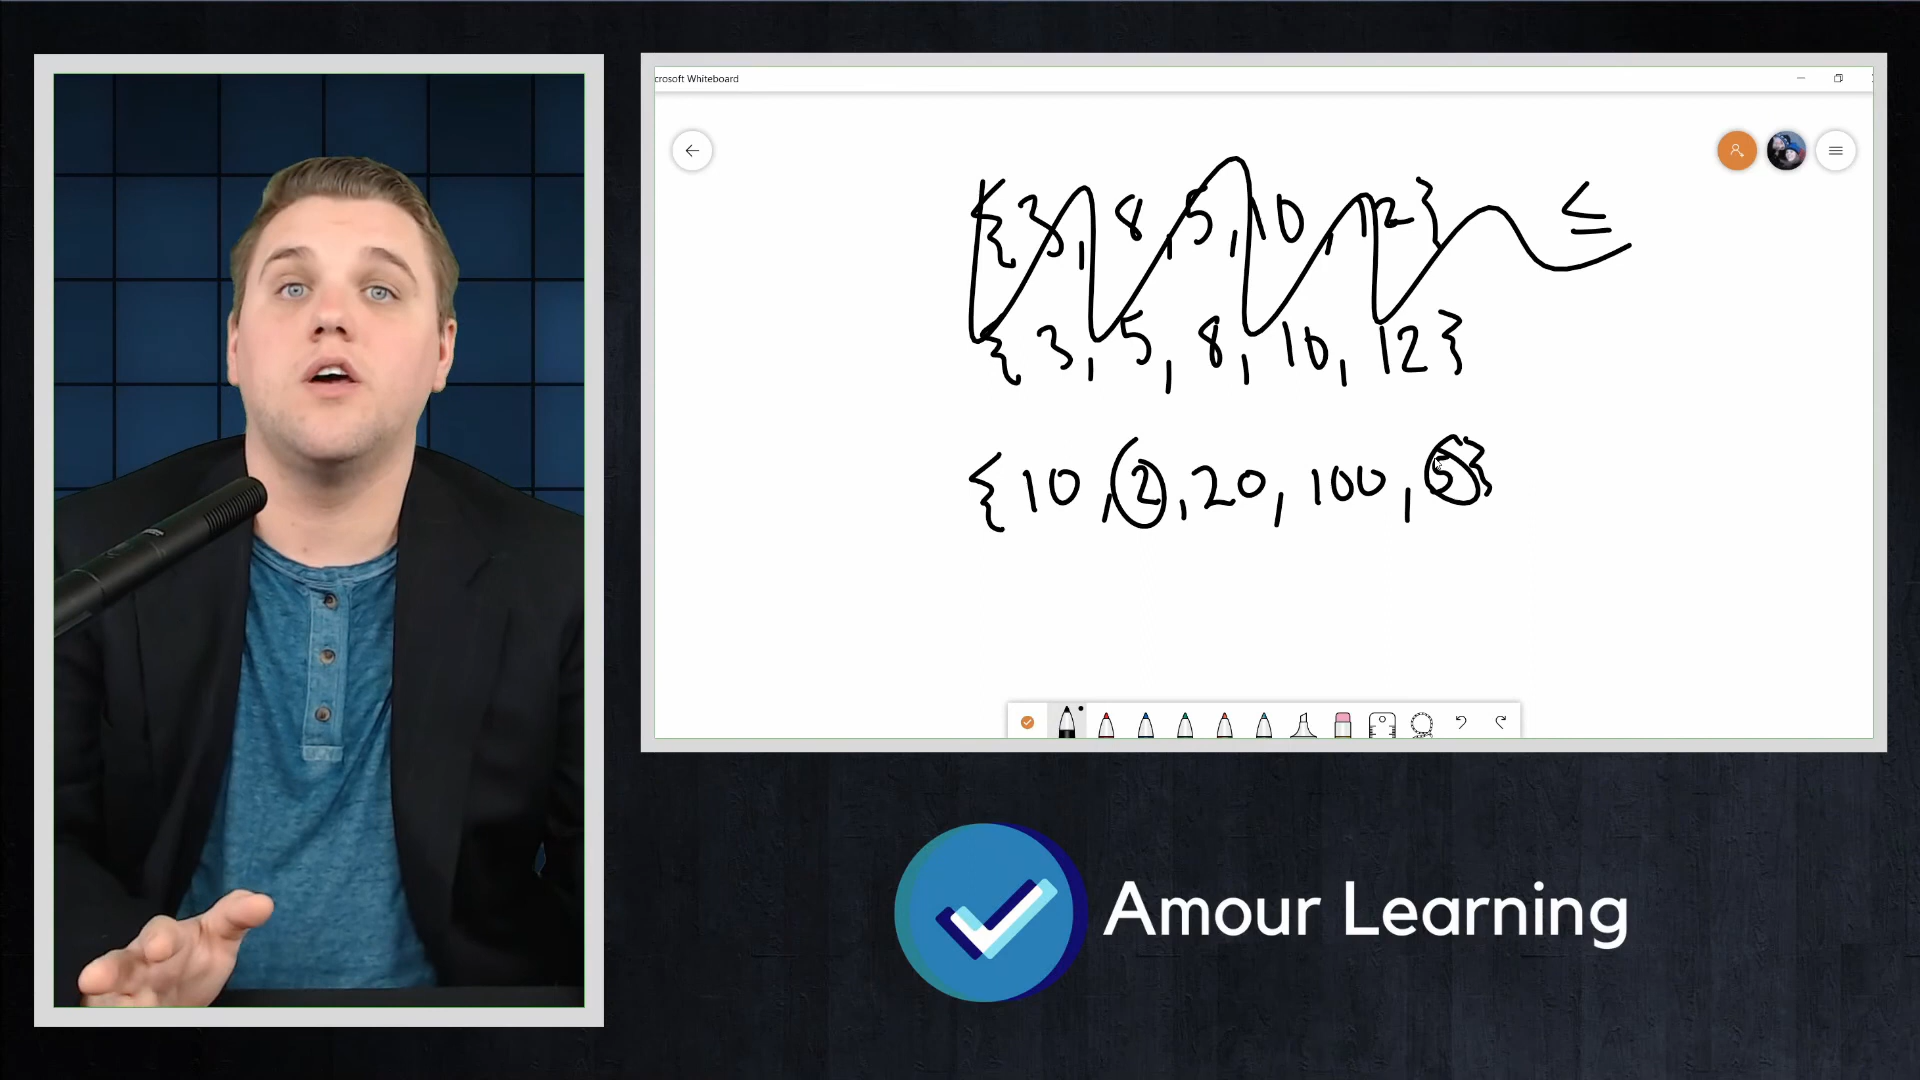 crosoft Whiteboard
{3, 8, 5, 10, 12} ≤
{3, 5, 8, 10, 12}
{10, 2, 20, 100, 5}
Amour Learning